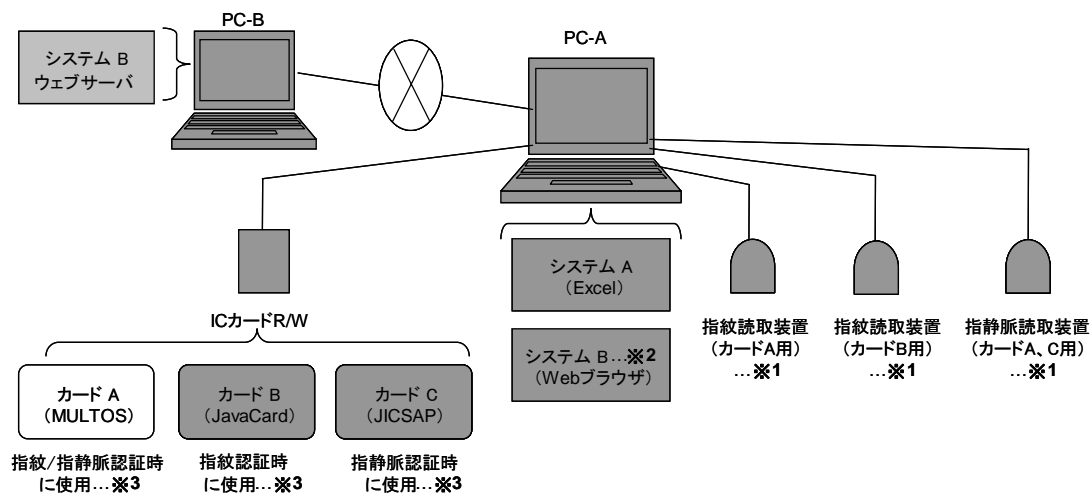 PC-B
システム B
ウェブサーバ
PC-A
ICカードR/W
システム A
(Excel)
システム B…※2
(Webブラウザ)
指紋読取装置
(カードA用)
…※1
指紋読取装置
(カードB用)
…※1
指静脈読取装置
(カードA、C用)
…※1
カード A
(MULTOS)
指紋/指静脈認証時
に使用…※3
カード B
(JavaCard)
指紋認証時
に使用…※3
カード C
(JICSAP)
指静脈認証時
に使用…※3